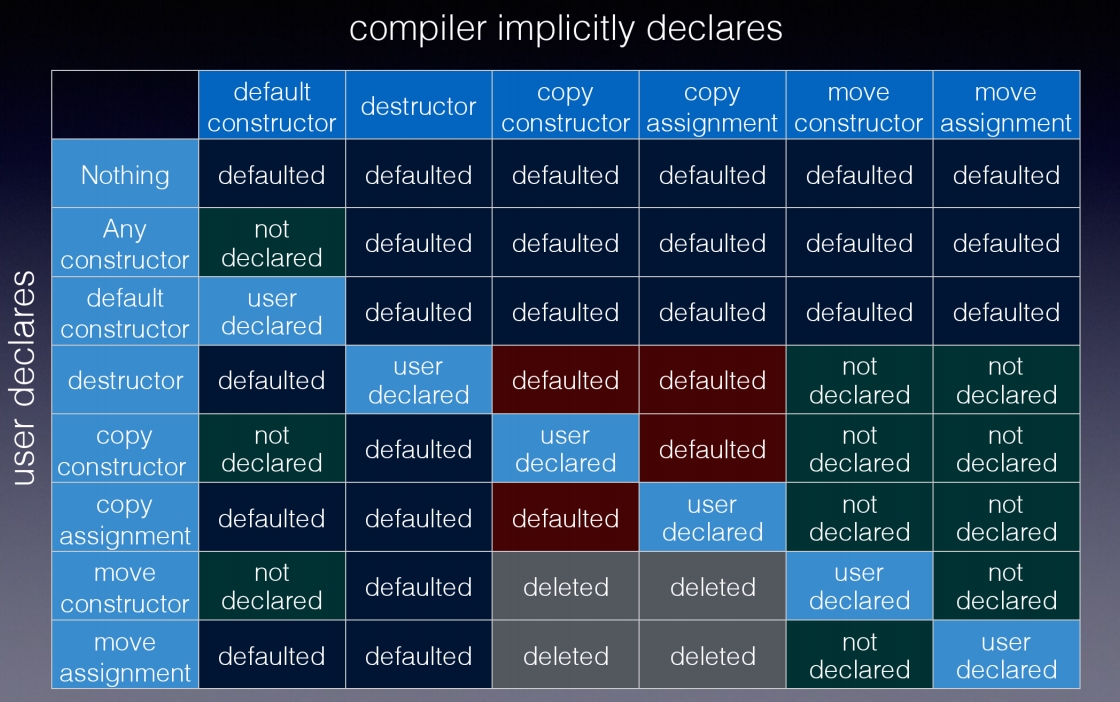 compiler implicitly declares
default
constructor
destructor
copy
constructor
copy
assignment
move
constructor
move
assignment
user declares
Nothing
defaulted
defaulted
defaulted
defaulted
defaulted
defaulted
Any
constructor
not
declared
defaulted
defaulted
defaulted
defaulted
defaulted
default
constructor
user
declared
defaulted
defaulted
defaulted
defaulted
defaulted
destructor
defaulted
user
declared
defaulted
defaulted
not
declared
not
declared
copy
constructor
not
declared
defaulted
user
declared
defaulted
not
declared
not
declared
copy
assignment
defaulted
defaulted
defaulted
user
declared
not
declared
not
declared
move
constructor
not
declared
defaulted
deleted
deleted
user
declared
not
declared
move
assignment
defaulted
defaulted
deleted
deleted
not
declared
user
declared